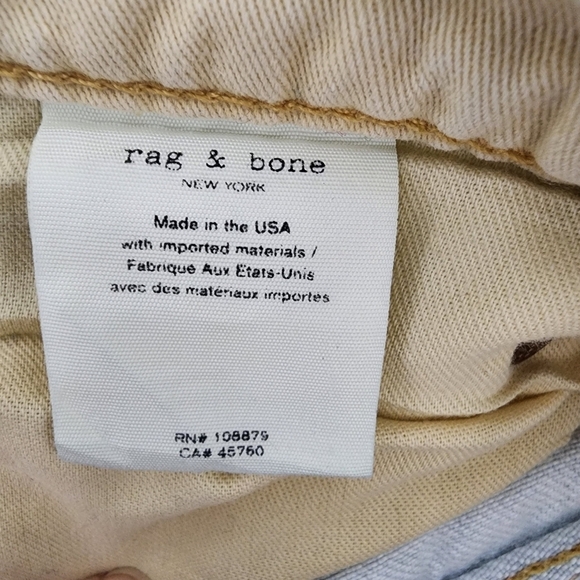 rag & bone
NEW YORK
Made in the USA
with imported materials /
Fabriqué Aux États-Unis
avec des matériaux importés
RN# 108879
CA# 45760